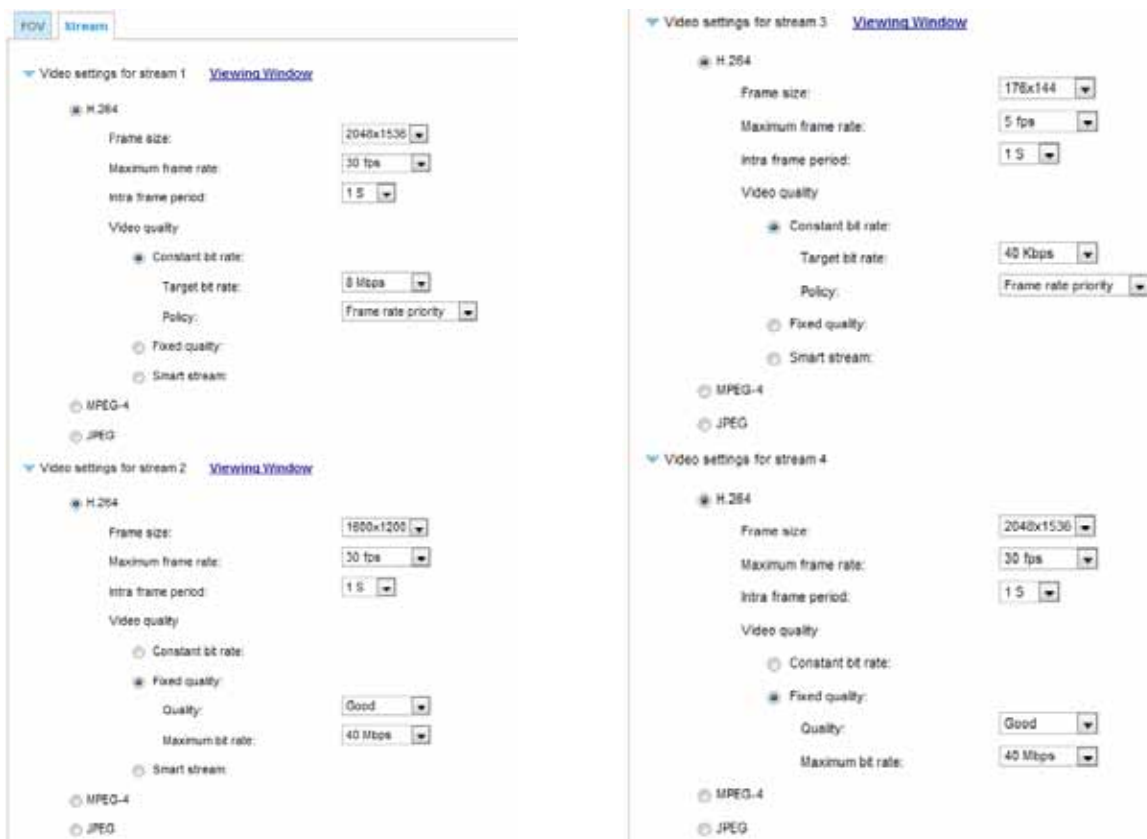 FOV Stream
Video settings for stream 1 Viewing Window
H.264
Frame size: 2048x1536
Maximum frame rate: 30 fps
Intra frame period: 1 S
Video quality
Constant bit rate:
Target bit rate: 8 Mbps
Policy: Frame rate priority
Fixed quality:
Smart stream:
MPEG-4
JPEG
Video settings for stream 2 Viewing Window
H.264
Frame size: 1600x1200
Maximum frame rate: 30 fps
Intra frame period: 1 S
Video quality
Constant bit rate:
Fixed quality:
Quality: Good
Maximum bit rate: 40 Mbps
Smart stream:
MPEG-4
JPEG
Video settings for stream 3 Viewing Window
H.264
Frame size: 176x144
Maximum frame rate: 5 fps
Intra frame period: 1 S
Video quality
Constant bit rate:
Target bit rate: 40 Kbps
Policy: Frame rate priority
Fixed quality:
Smart stream:
MPEG-4
JPEG
Video settings for stream 4
H.264
Frame size: 2048x1536
Maximum frame rate: 30 fps
Intra frame period: 1 S
Video quality
Constant bit rate:
Fixed quality:
Quality: Good
Maximum bit rate: 40 Mbps
MPEG-4
JPEG